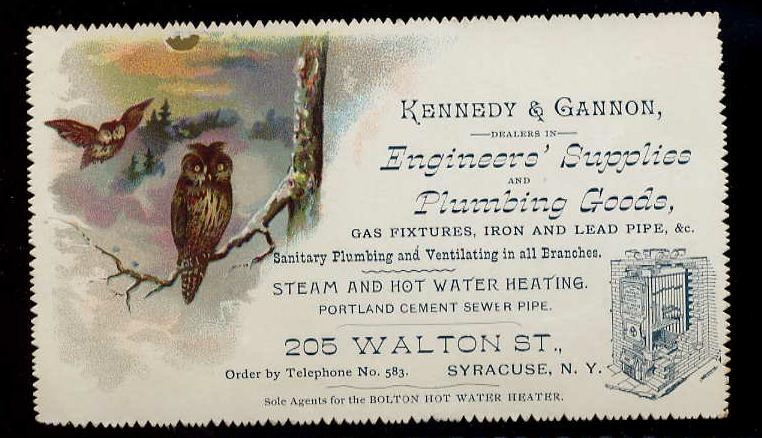 KENNEDY & GANNON,
DEALERS IN
Engineers' Supplies
AND
Plumbing Goods,
GAS FIXTURES, IRON AND LEAD PIPE, &c.
Sanitary Plumbing and Ventilating in all Branches.
STEAM AND HOT WATER HEATING.
PORTLAND CEMENT SEWER PIPE.
205 WALTON ST.,
Order by Telephone No. 583. SYRACUSE, N. Y.
Sole Agents for the BOLTON HOT WATER HEATER.